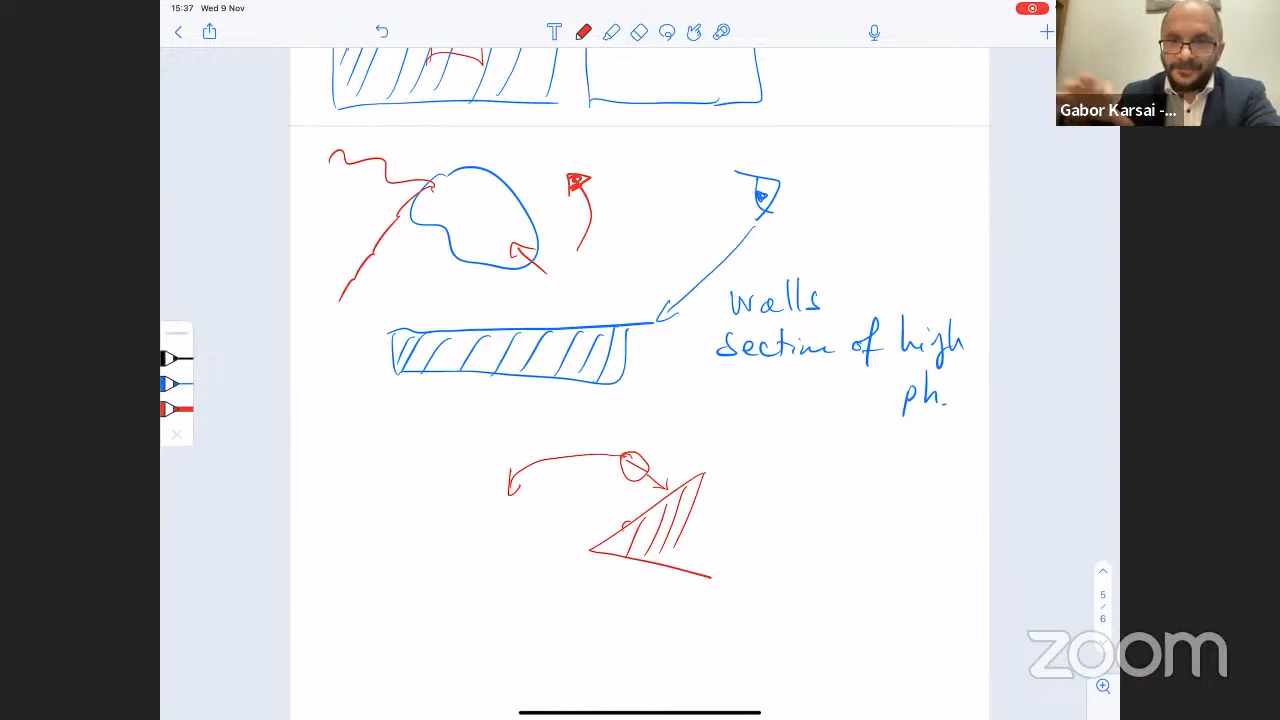 15:37 Wed 9 Nov
Gabor Karsai -...
walls
section of high
ph.
5
/
6
zoom